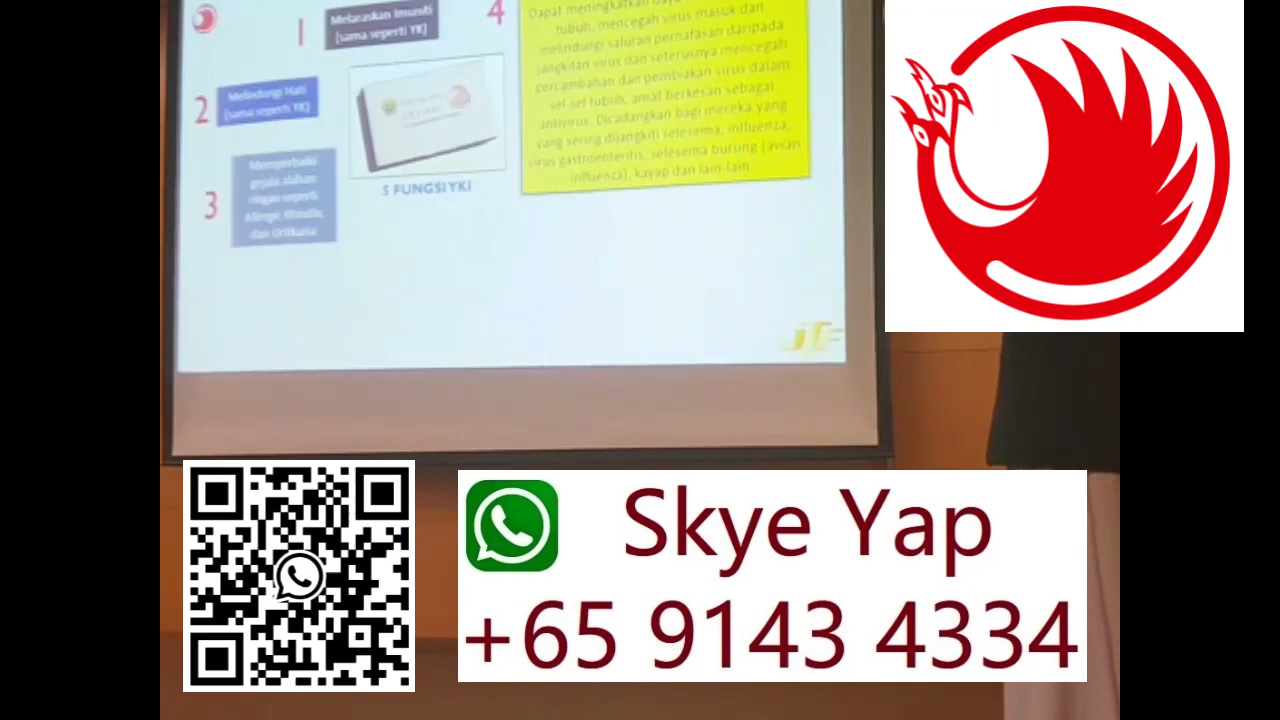 1
Melaraskan Imuniti
(sama seperti YK)
2
Melindungi Hati
(sama seperti YK)
3
Memperbaiki
gejala alahan
ringan seperti
Allergic Rhinitis
dan Urtikaria
5 FUNGSI YKI
4
Dapat meningkatkan daya
tubuh, mencegah virus masuk dan
melindungi saluran pernafasan daripada
jangkitan virus dan seterusnya mencegah
percambahan dan pembiakan virus dalam
sel-sel tubuh, amat berkesan sebagai
antivirus. Dicadangkan bagi mereka yang
yang sering dijangkiti selesema, influenza,
virus gastroenteritis, selesema burung (avian
influenza), kayap dan lain-lain
Skye Yap
+65 9143 4334